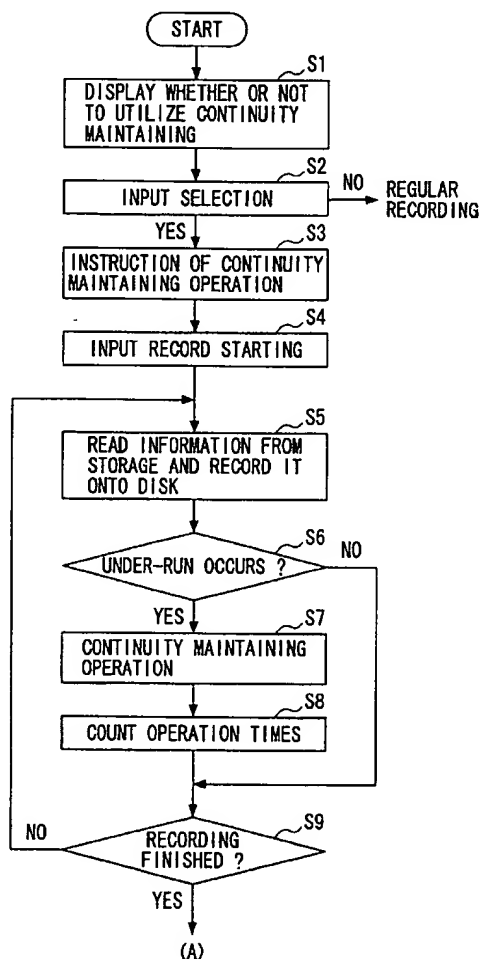 START
S1
DISPLAY WHETHER OR NOT
TO UTILIZE CONTINUITY
MAINTAINING
S2
INPUT SELECTION
NO
REGULAR
RECORDING
YES
S3
INSTRUCTION OF CONTINUITY
MAINTAINING OPERATION
S4
INPUT RECORD STARTING
S5
READ INFORMATION FROM
STORAGE AND RECORD IT
ONTO DISK
S6
UNDER-RUN OCCURS ?
NO
YES
S7
CONTINUITY MAINTAINING
OPERATION
S8
COUNT OPERATION TIMES
S9
NO
RECORDING
FINISHED ?
YES
(A)